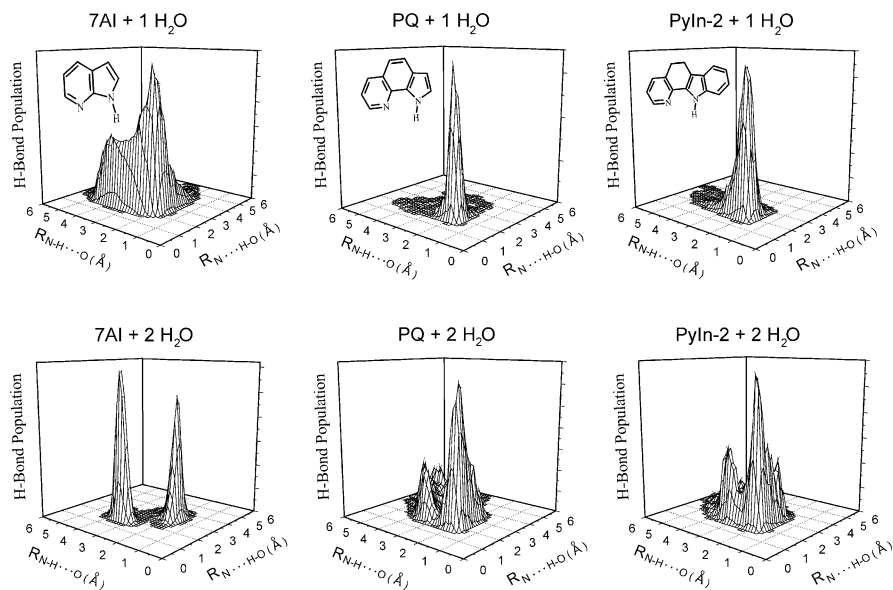 7AI + 1 H2O
PQ + 1 H2O
PyIn-2 + 1 H2O
H-Bond Population
N
N
H
6 5 4 3 2 1 0
0 1 2 3 4 5 6
RN-H···O(Å)
RN···H-O(Å)
H-Bond Population
N
N
H
6 5 4 3 2 1 0
0 1 2 3 4 5 6
RN-H···O(Å)
RN···H-O(Å)
H-Bond Population
N
N
H
6 5 4 3 2 1 0
0 1 2 3 4 5 6
RN-H···O(Å)
RN···H-O(Å)
7AI + 2 H2O
PQ + 2 H2O
PyIn-2 + 2 H2O
H-Bond Population
6 5 4 3 2 1 0
0 1 2 3 4 5 6
RN-H···O(Å)
RN···H-O(Å)
H-Bond Population
6 5 4 3 2 1 0
0 1 2 3 4 5 6
RN-H···O(Å)
RN···H-O(Å)
H-Bond Population
6 5 4 3 2 1 0
0 1 2 3 4 5 6
RN-H···O(Å)
RN···H-O(Å)